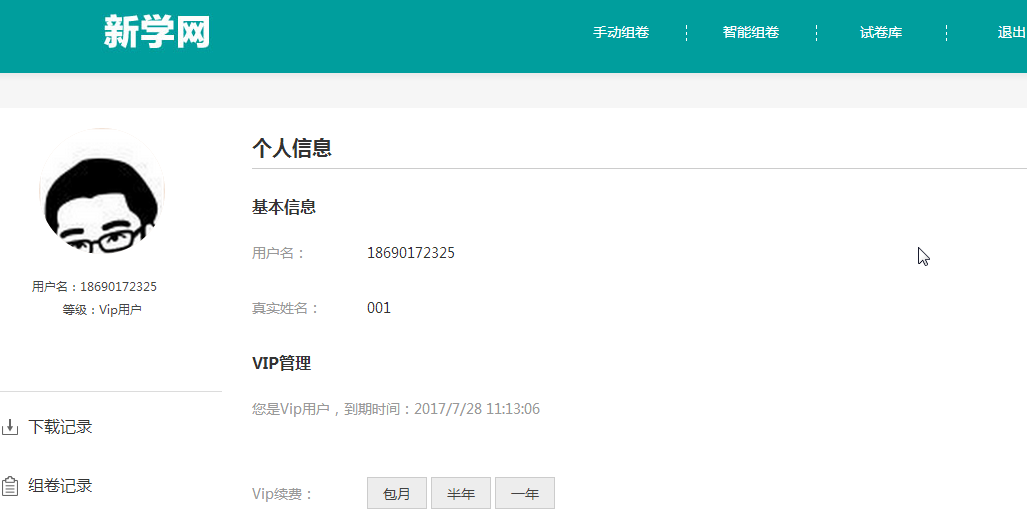 新学网
手动组卷 智能组卷 试卷库 退出
个人信息
基本信息
用户名： 18690172325
真实姓名： 001
VIP管理
您是Vip用户，到期时间：2017/7/28 11:13:06
Vip续费： 包月 半年 一年
用户名：18690172325
等级：Vip用户
下载记录
组卷记录